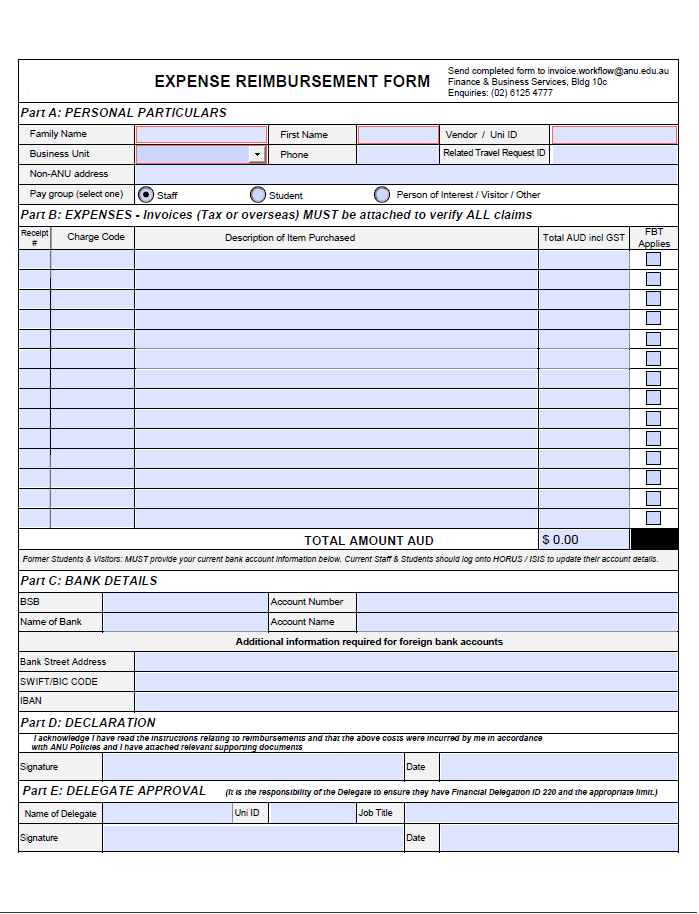 EXPENSE REIMBURSEMENT FORM
Send completed form to invoice.workflow@anu.edu.au
Finance & Business Services, Bldg 10c
Enquiries: (02) 6125 4777
Part A: PERSONAL PARTICULARS
Family Name First Name Vendor / Uni ID
Business Unit Phone Related Travel Request ID
Non-ANU address
Pay group (select one) Staff Student Person of Interest / Visitor / Other
Part B: EXPENSES - Invoices (Tax or overseas) MUST be attached to verify ALL claims
Receipt # Charge Code Description of Item Purchased Total AUD incl GST FBT Applies
TOTAL AMOUNT AUD $ 0.00
Former Students & Visitors: MUST provide your current bank account information below. Current Staff & Students should log onto HORUS / ISIS to update their account details.
Part C: BANK DETAILS
BSB Account Number
Name of Bank Account Name
Additional information required for foreign bank accounts
Bank Street Address
SWIFT/BIC CODE
IBAN
Part D: DECLARATION
I acknowledge I have read the instructions relating to reimbursements and that the above costs were incurred by me in accordance
with ANU Policies and I have attached relevant supporting documents
Signature Date
Part E: DELEGATE APPROVAL (It is the responsibility of the Delegate to ensure they have Financial Delegation ID 220 and the appropriate limit.)
Name of Delegate Uni ID Job Title
Signature Date